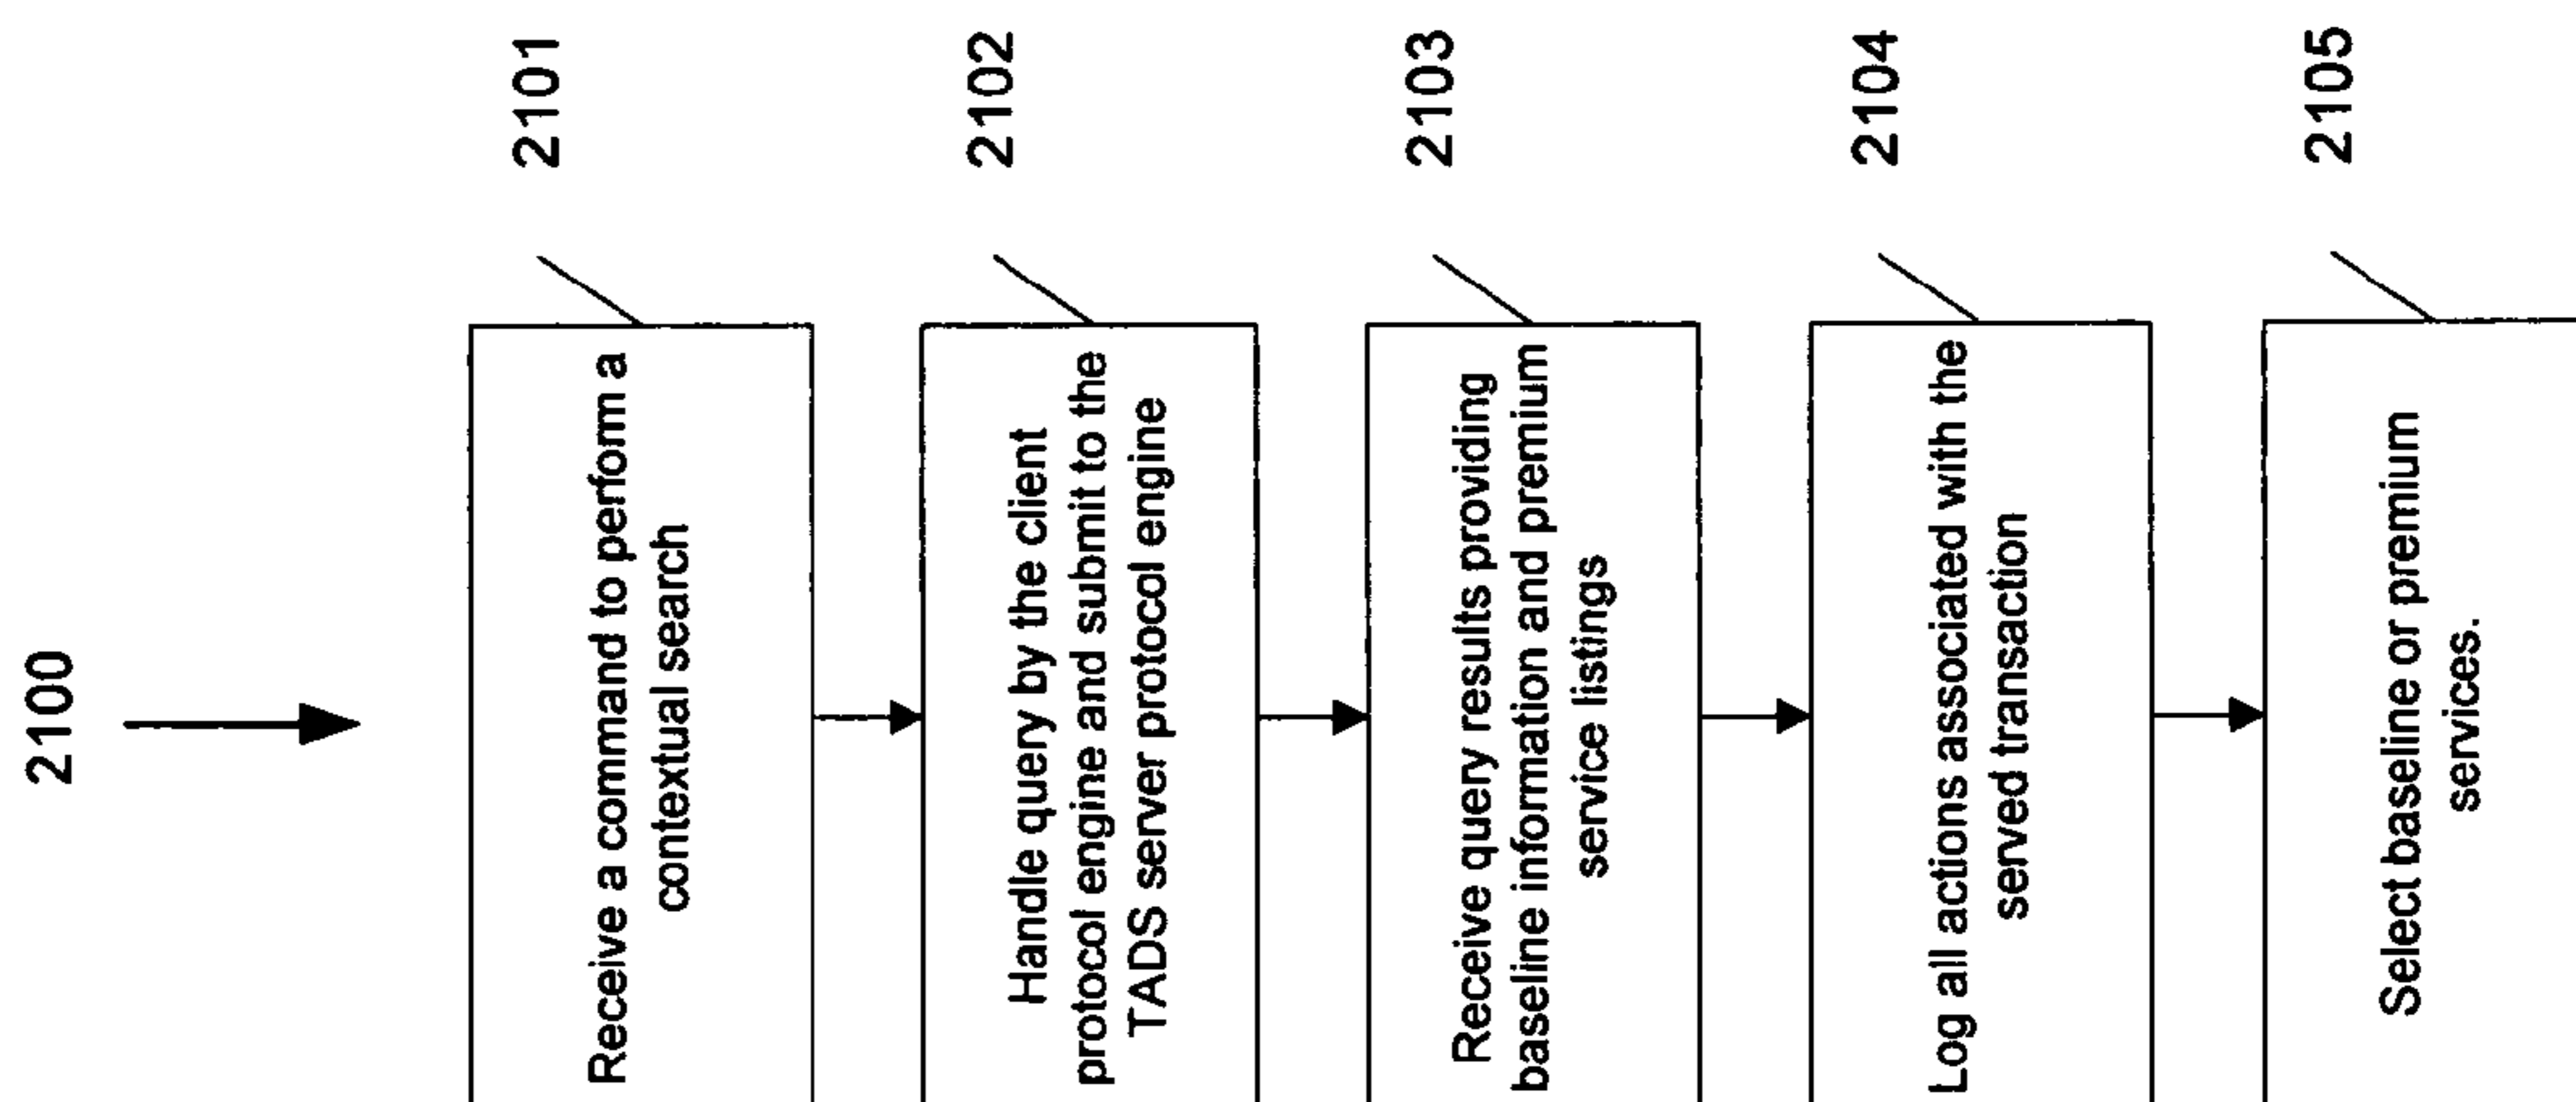 2100
Receive a command to perform a
contextual search
2101
Handle query by the client
protocol engine and submit to the
TADS server protocol engine
2102
Receive query results providing
baseline information and premium
service listings
2103
Log all actions associated with the
served transaction
2104
Select baseline or premium
services.
2105